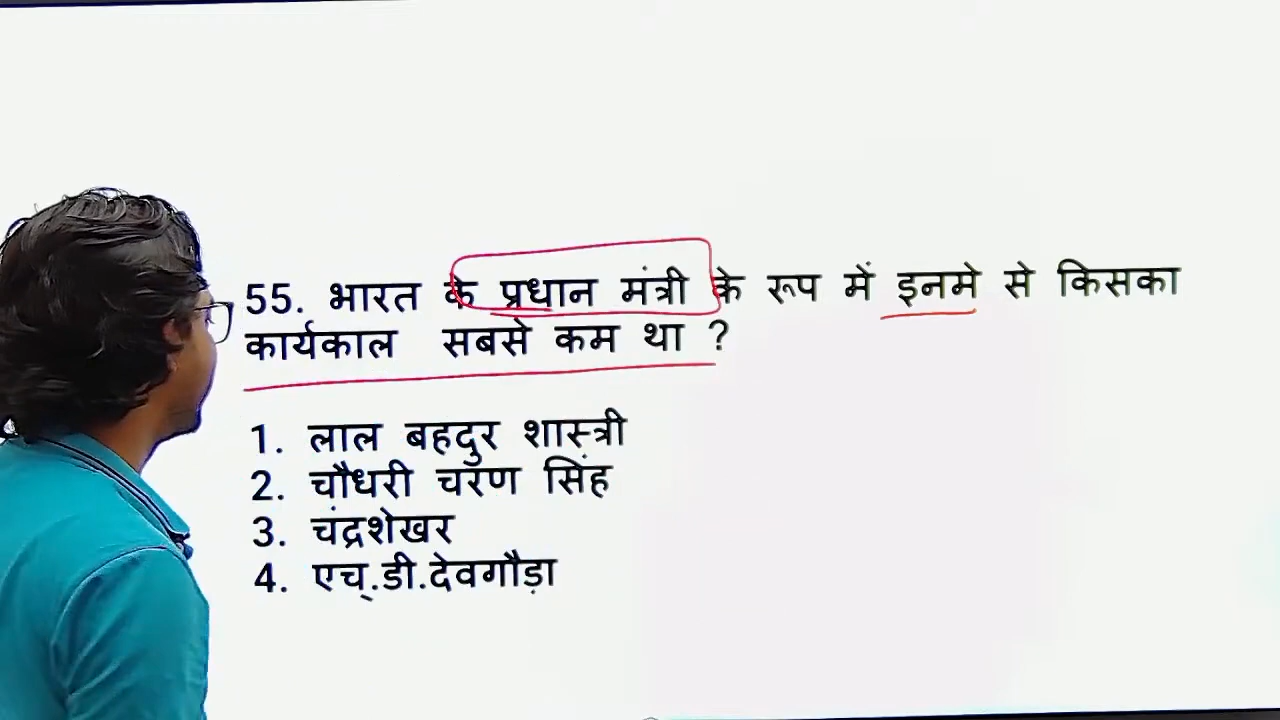 55. भारत के प्रधान मंत्री के रूप में इनमे से किसका
कार्यकाल सबसे कम था ?
1. लाल बहदुर शास्त्री
2. चौधरी चरण सिंह
3. चंद्रशेखर
4. एच्.डी.देवगौड़ा